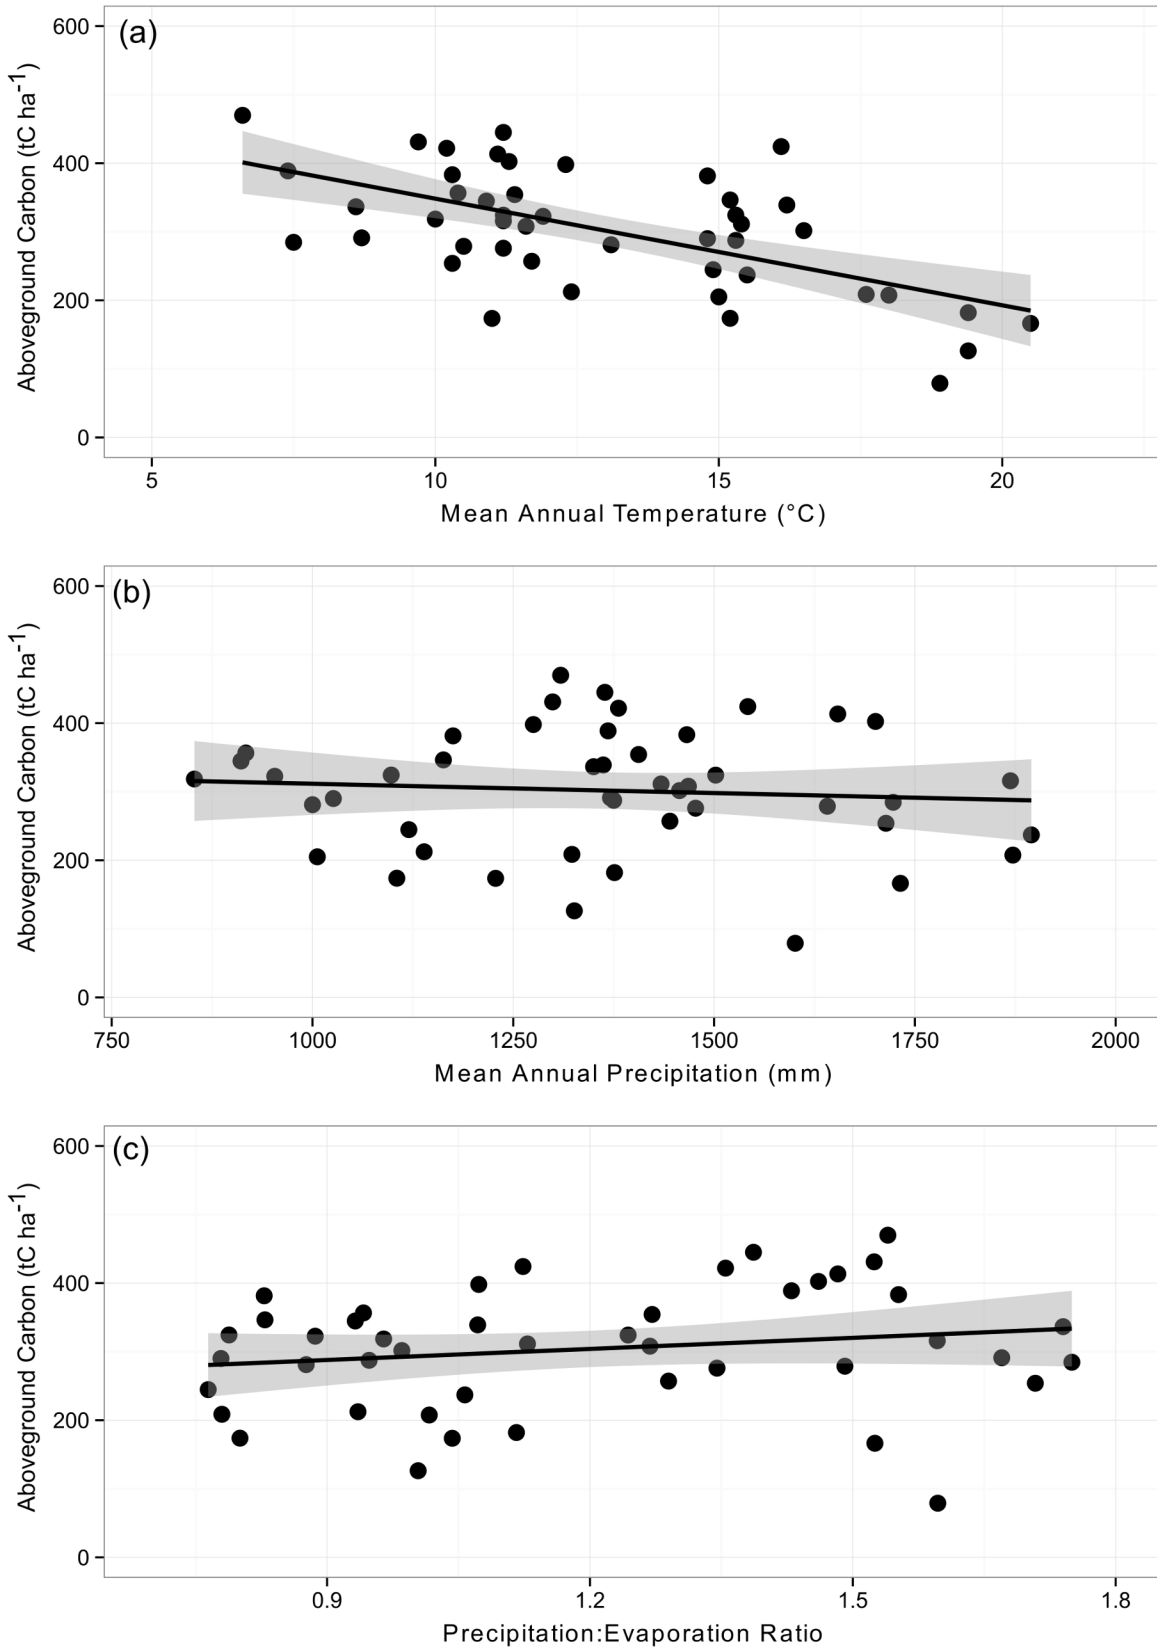 (a)
600
400
200
0
Aboveground Carbon (tC ha⁻¹)
5 10 15 20
Mean Annual Temperature (°C)
(b)
600
400
200
0
Aboveground Carbon (tC ha⁻¹)
750 1000 1250 1500 1750 2000
Mean Annual Precipitation (mm)
(c)
600
400
200
0
Aboveground Carbon (tC ha⁻¹)
0.9 1.2 1.5 1.8
Precipitation:Evaporation Ratio